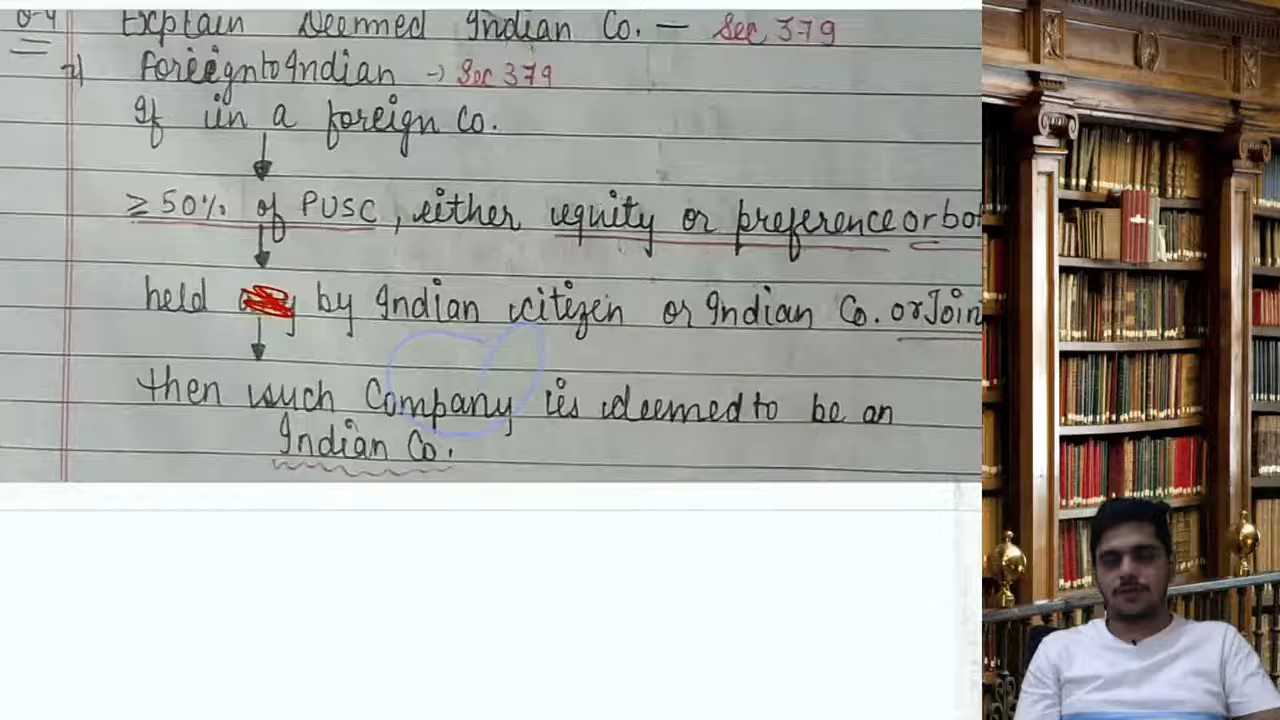 Q-4 Explain Deemed Indian Co. — Sec 379
→) foreign to Indian → Sec 379
If in a foreign Co.
≥ 50% of PUSC, either equity or preference or bo
held by Indian citizen or Indian Co. or Join
then such Company is deemed to be an
Indian Co.